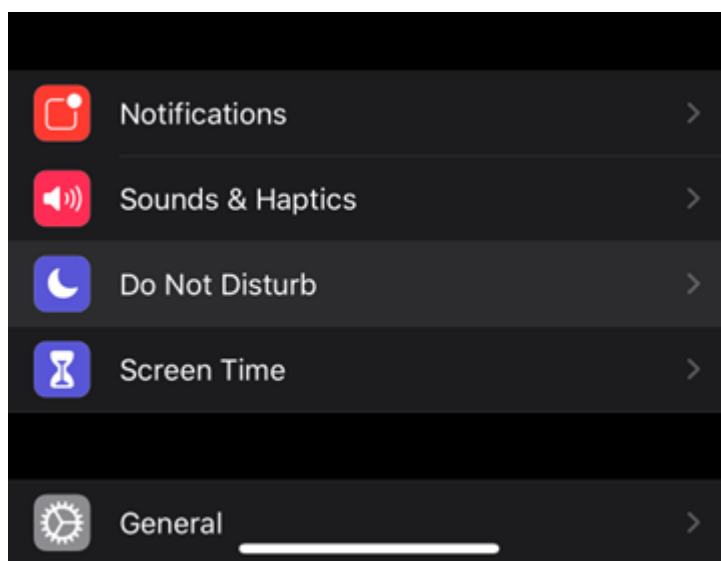 Notifications
Sounds & Haptics
Do Not Disturb
Screen Time
General